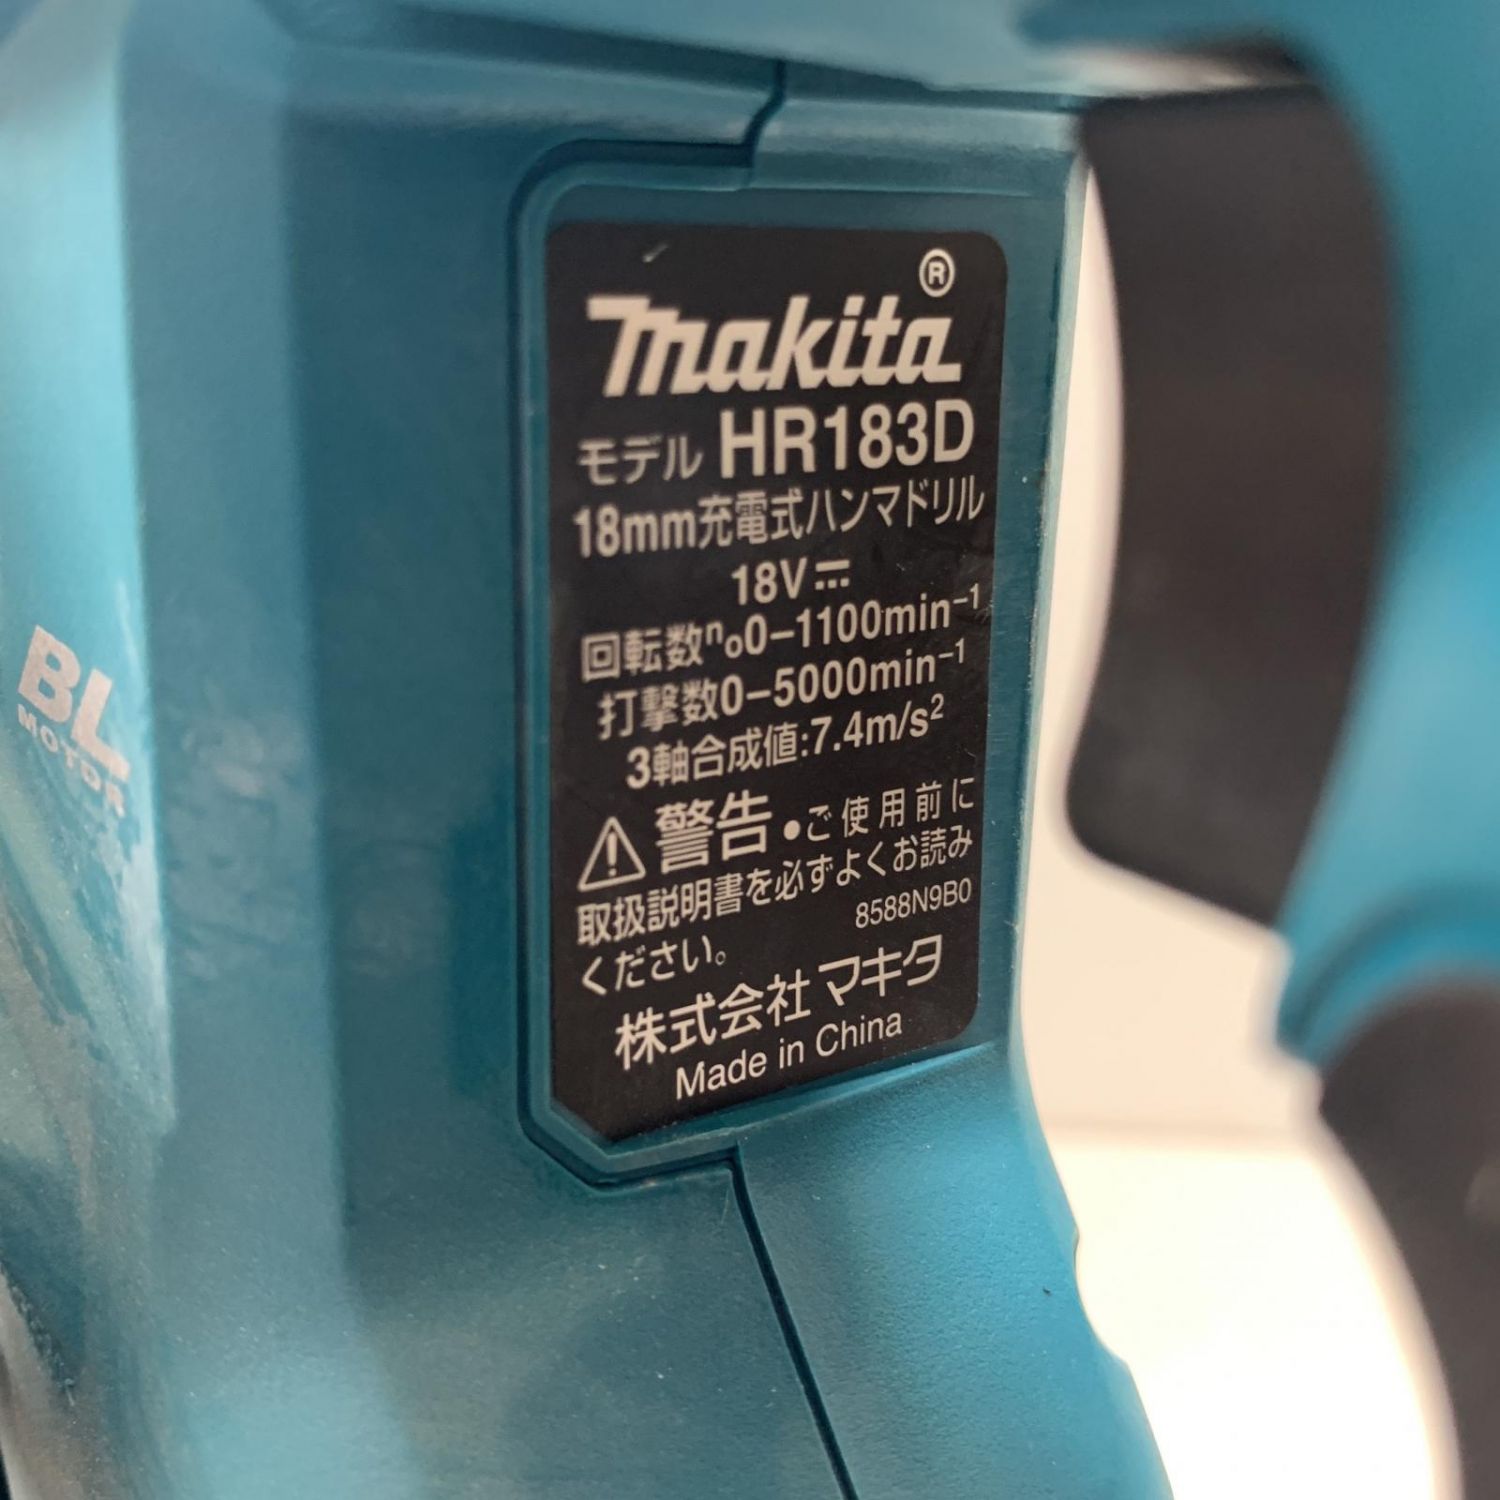 ®
makita
モデル HR183D
18mm充電式ハンマドリル
18V⎓
回転数n₀0−1100min⁻¹
打撃数0−5000min⁻¹
3軸合成値:7.4m/s²
⚠警告 •ご使用前に
取扱説明書を必ずよくお読み
ください。
8588N9B0
株式会社マキタ
Made in China
BL
MOTOR